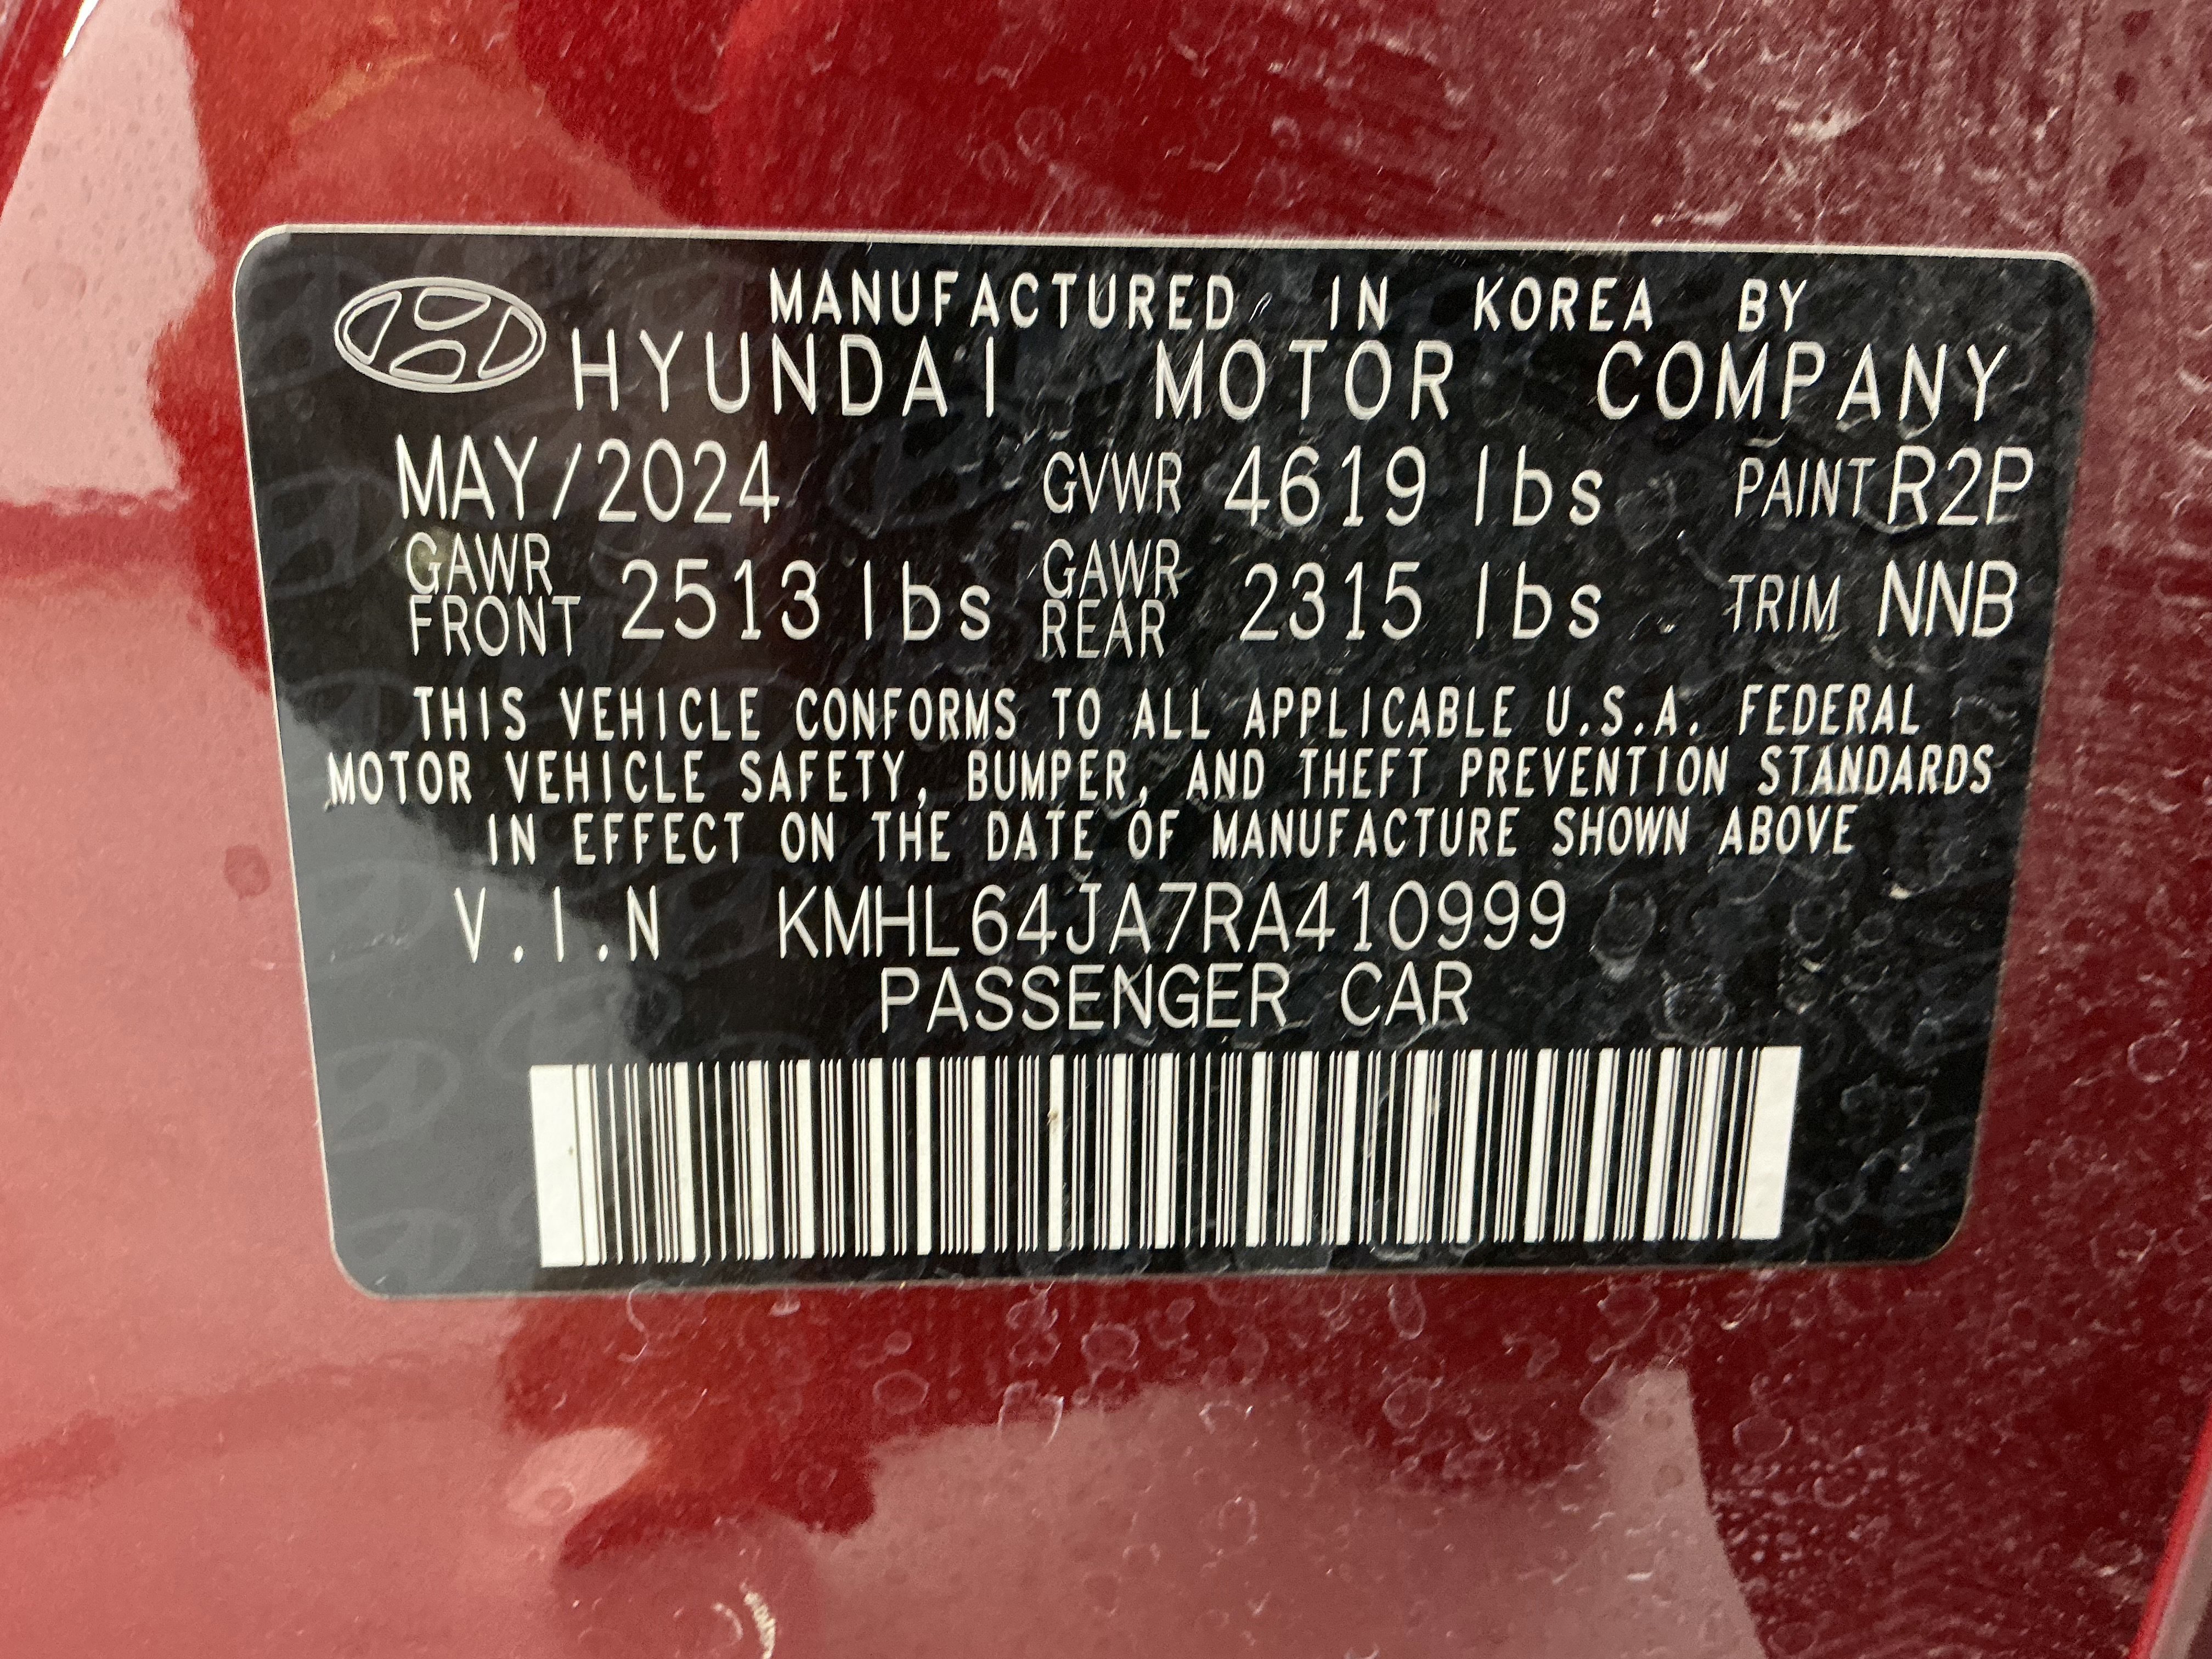 MANUFACTURED IN KOREA BY
HYUNDAI MOTOR COMPANY
MAY/2024 GVWR 4619 lbs PAINT R2P
GAWR FRONT 2513 lbs GAWR REAR 2315 lbs TRIM NNB
THIS VEHICLE CONFORMS TO ALL APPLICABLE U.S.A. FEDERAL
MOTOR VEHICLE SAFETY, BUMPER, AND THEFT PREVENTION STANDARDS
IN EFFECT ON THE DATE OF MANUFACTURE SHOWN ABOVE
V.I.N KMHL64JA7RA410999
PASSENGER CAR